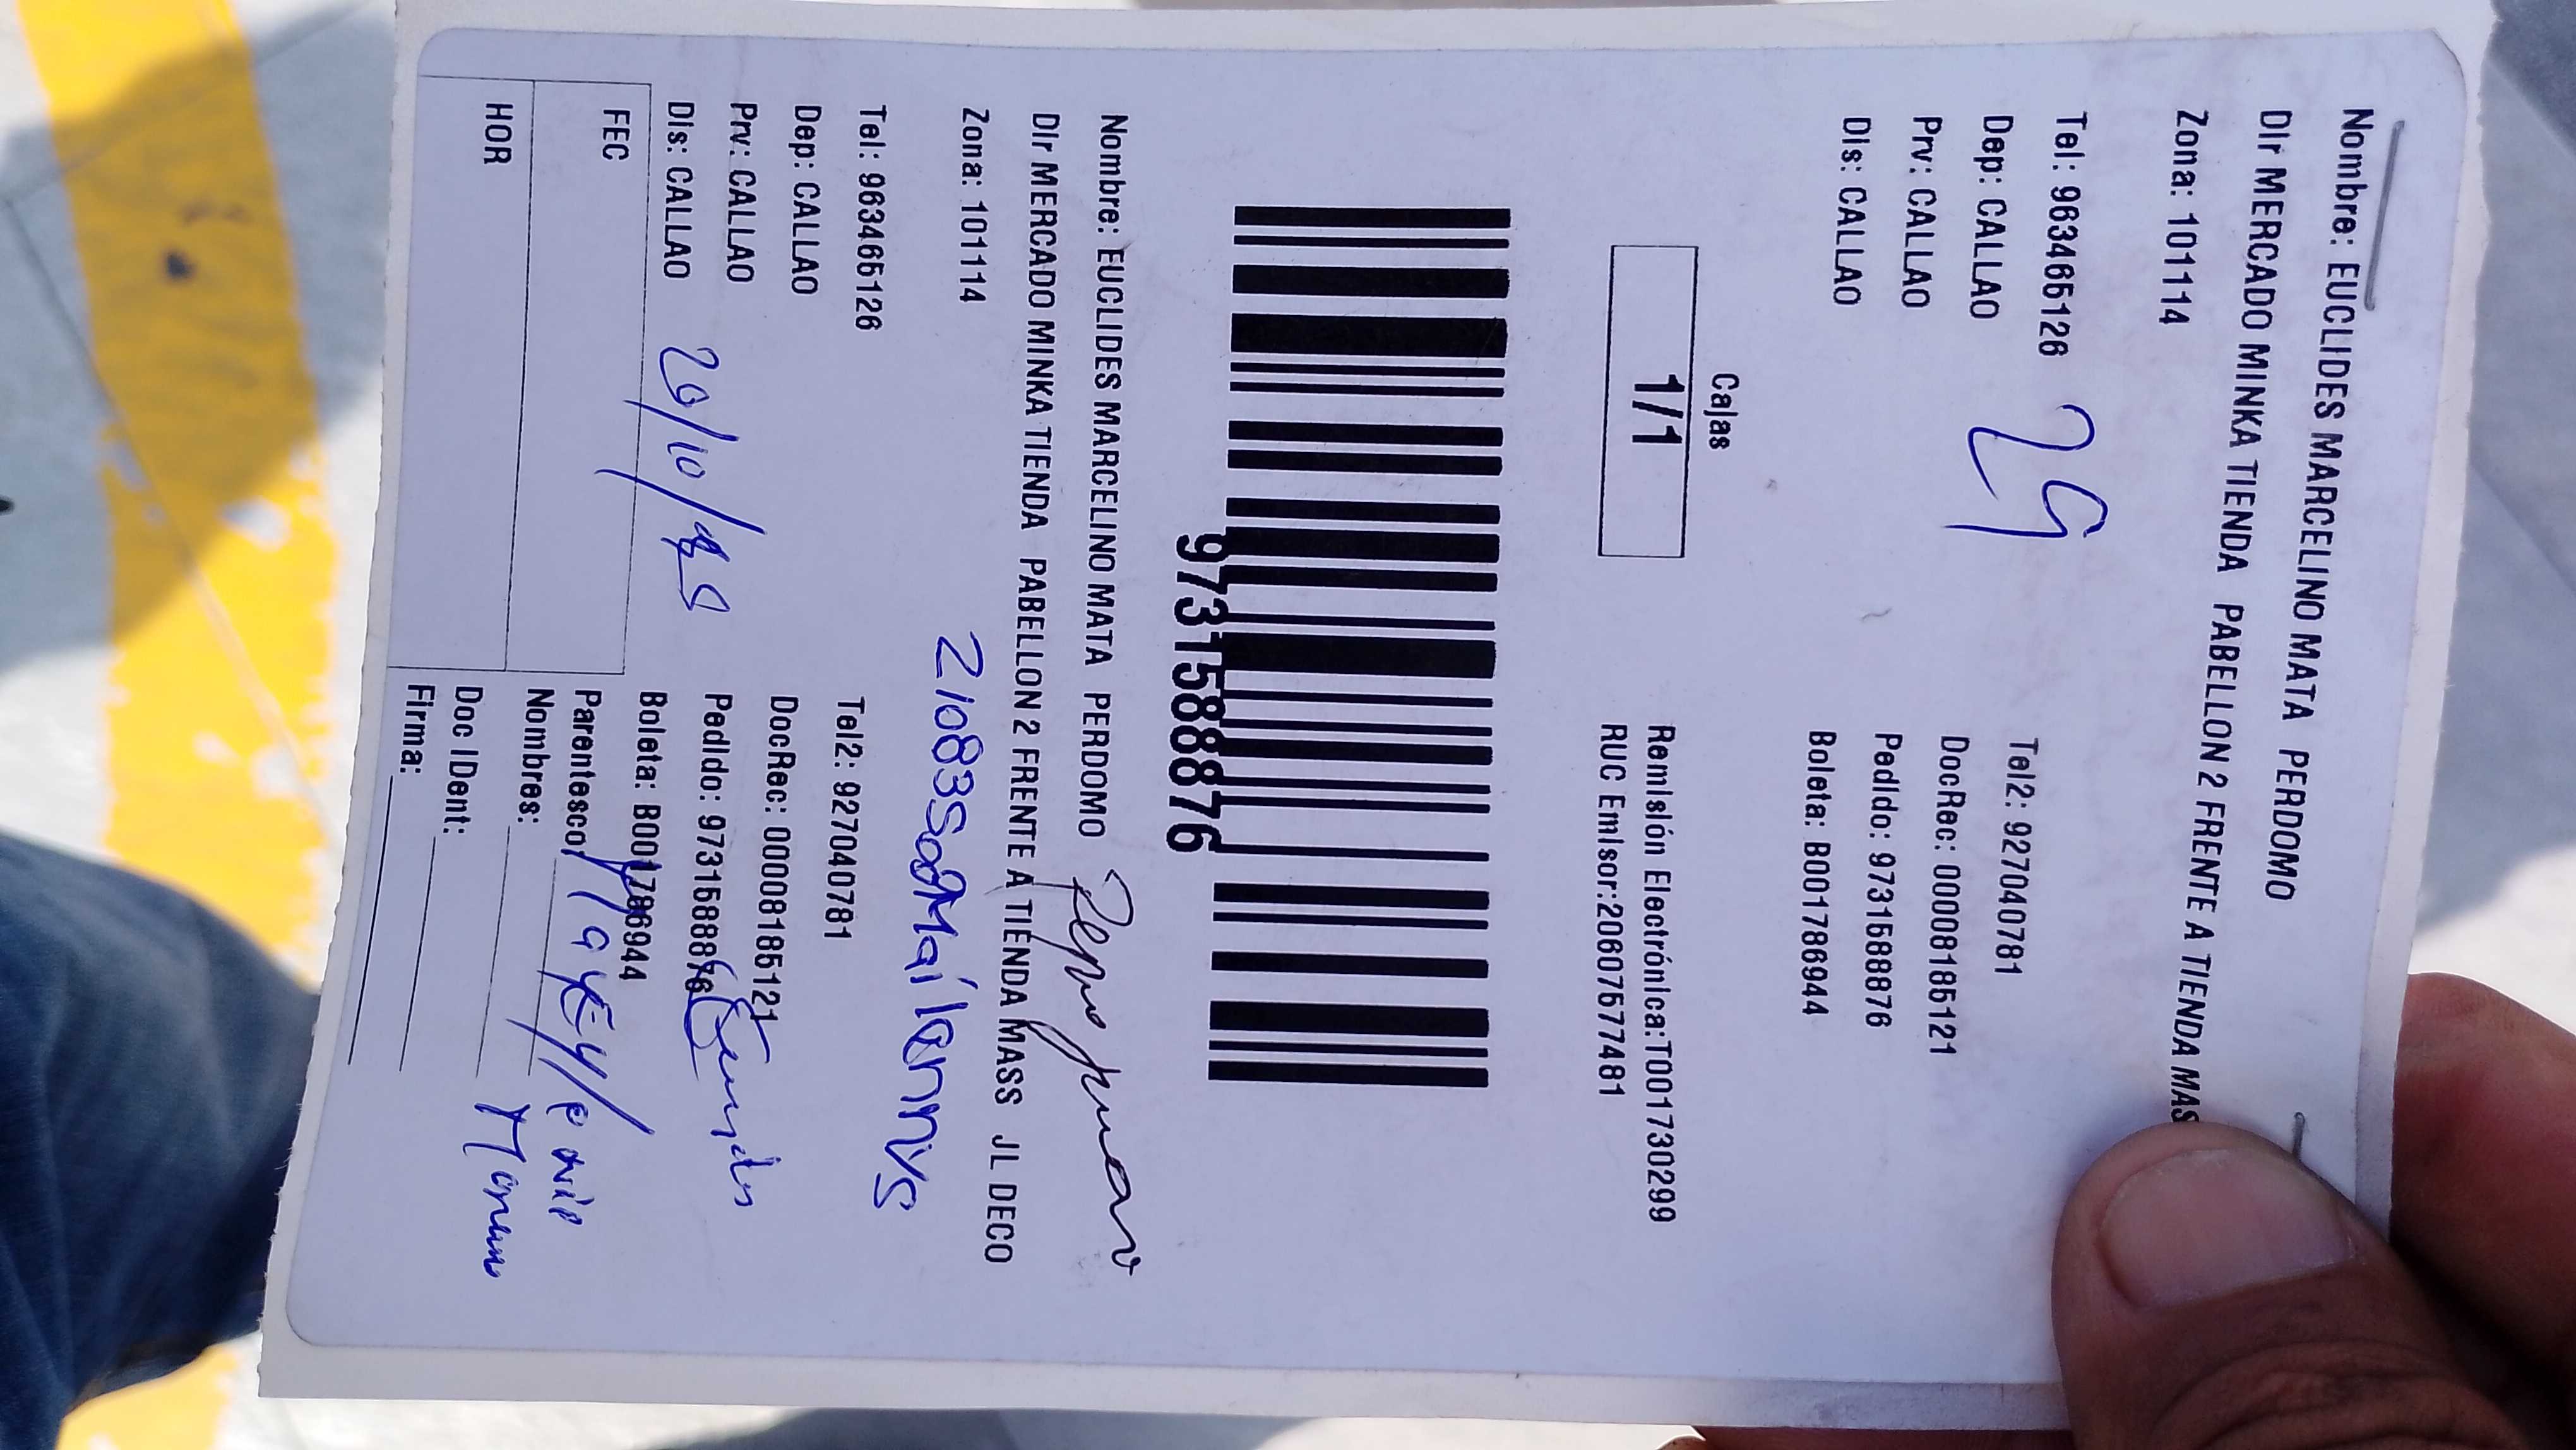 Nombre: EUCLIDES MARCELINO MATA PERDOMO
Dir MERCADO MINKA TIENDA PABELLON 2 FRENTE A TIENDA MAS
Zona: 101114
Tel: 963465126
Tel2: 927040781
Dep: CALLAO
DocRec: 00008185121
Prv: CALLAO
Pedido: 9731588876
Dis: CALLAO
Boleta: B001786944
Cajas
1/1
Remisión Electrónica:T001730299
RUC Emisor:20607577481
9731588876
Nombre: EUCLIDES MARCELINO MATA PERDOMO
Dir MERCADO MINKA TIENDA PABELLON 2 FRENTE A TIENDA MASS JL DECO
Zona: 101114
Tel: 963465126
Tel2: 927040781
Dep: CALLAO
DocRec: 00008185121
Prv: CALLAO
Pedido: 9731588876
Dis: CALLAO
Boleta: B001786944
FEC
Parentesco
HOR
Nombres:
Doc IDent:
Firma: